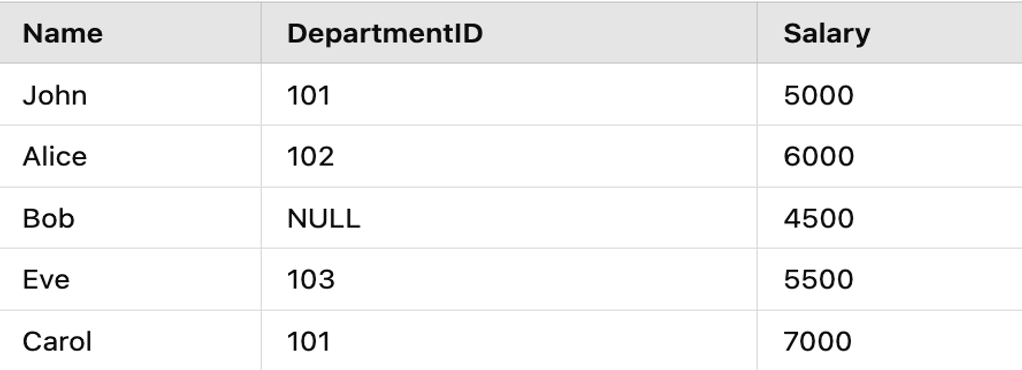 Name DepartmentID Salary
John 101 5000
Alice 102 6000
Bob NULL 4500
Eve 103 5500
Carol 101 7000